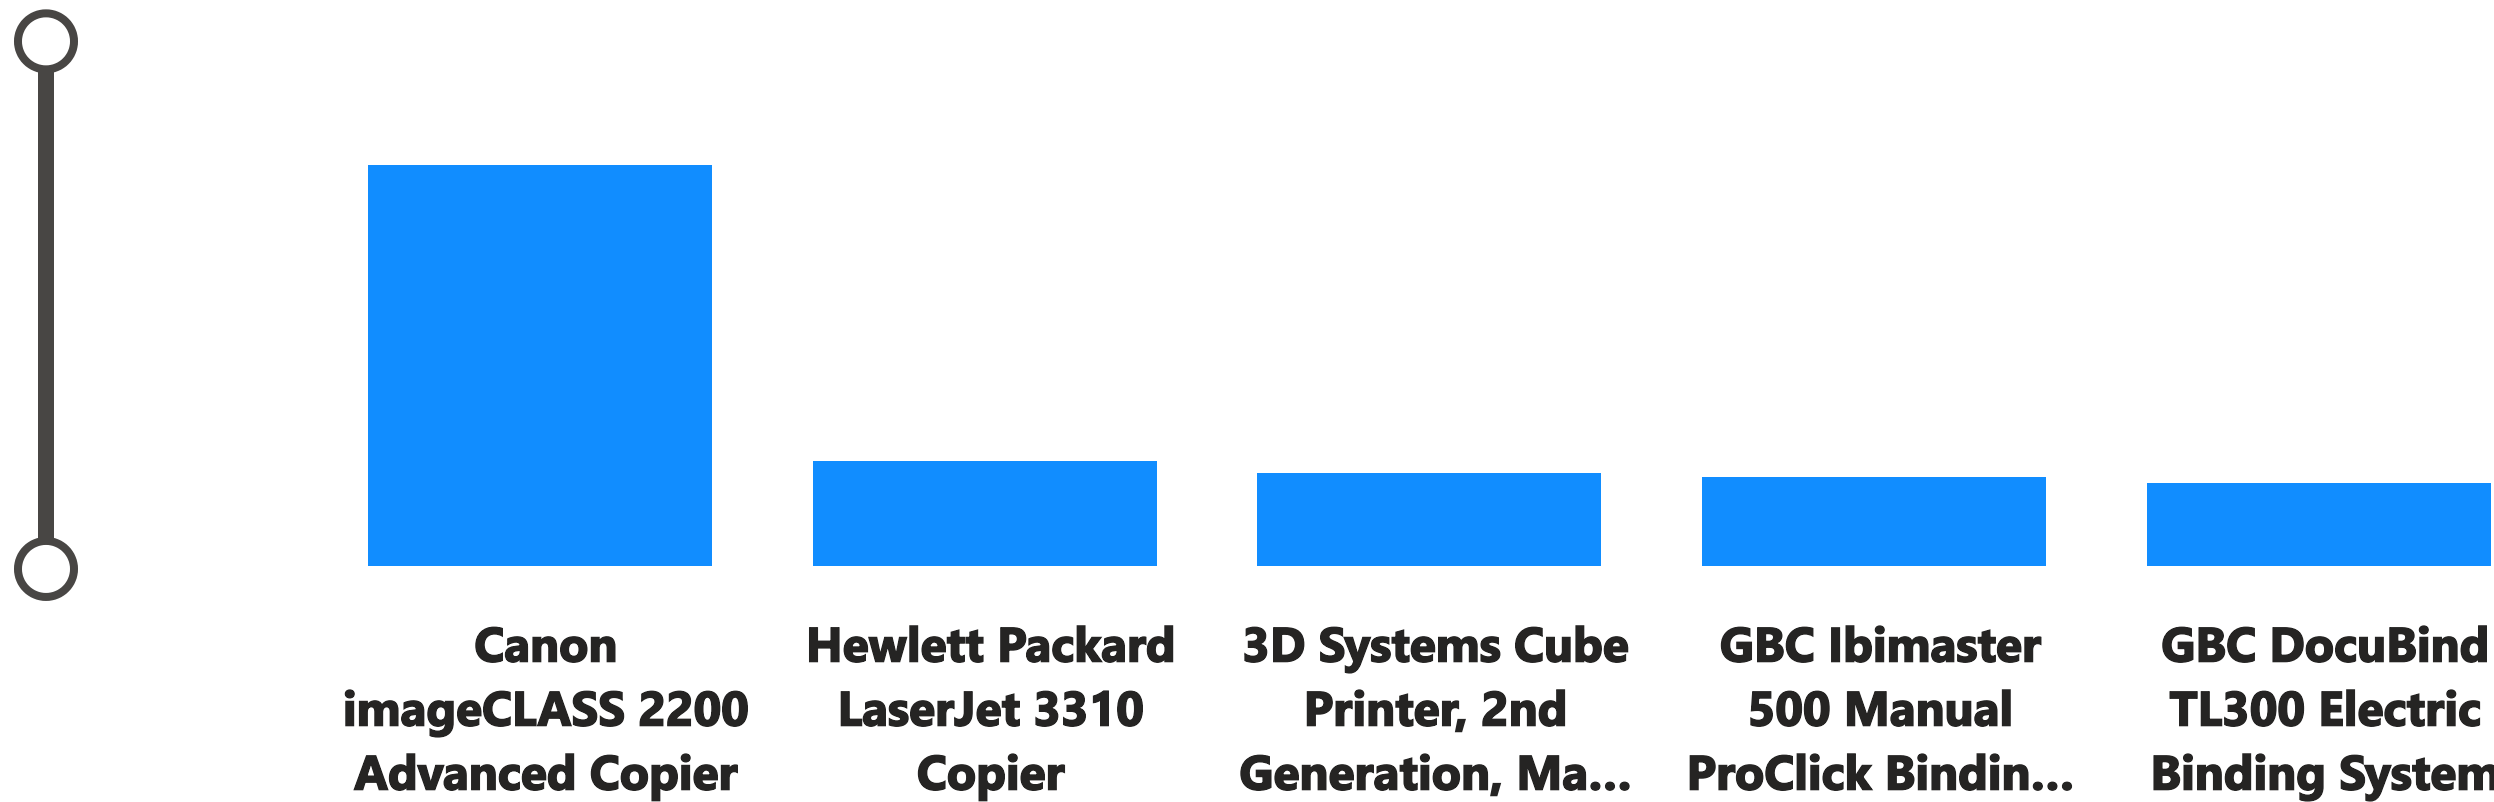 Canon
imageCLASS 2200
Advanced Copier
Hewlett Packard
LaserJet 3310
Copier
3D Systems Cube
Printer, 2nd
Generation, Ma...
GBC Ibimaster
500 Manual
ProClick Bindin...
GBC DocuBind
TL300 Electric
Binding System